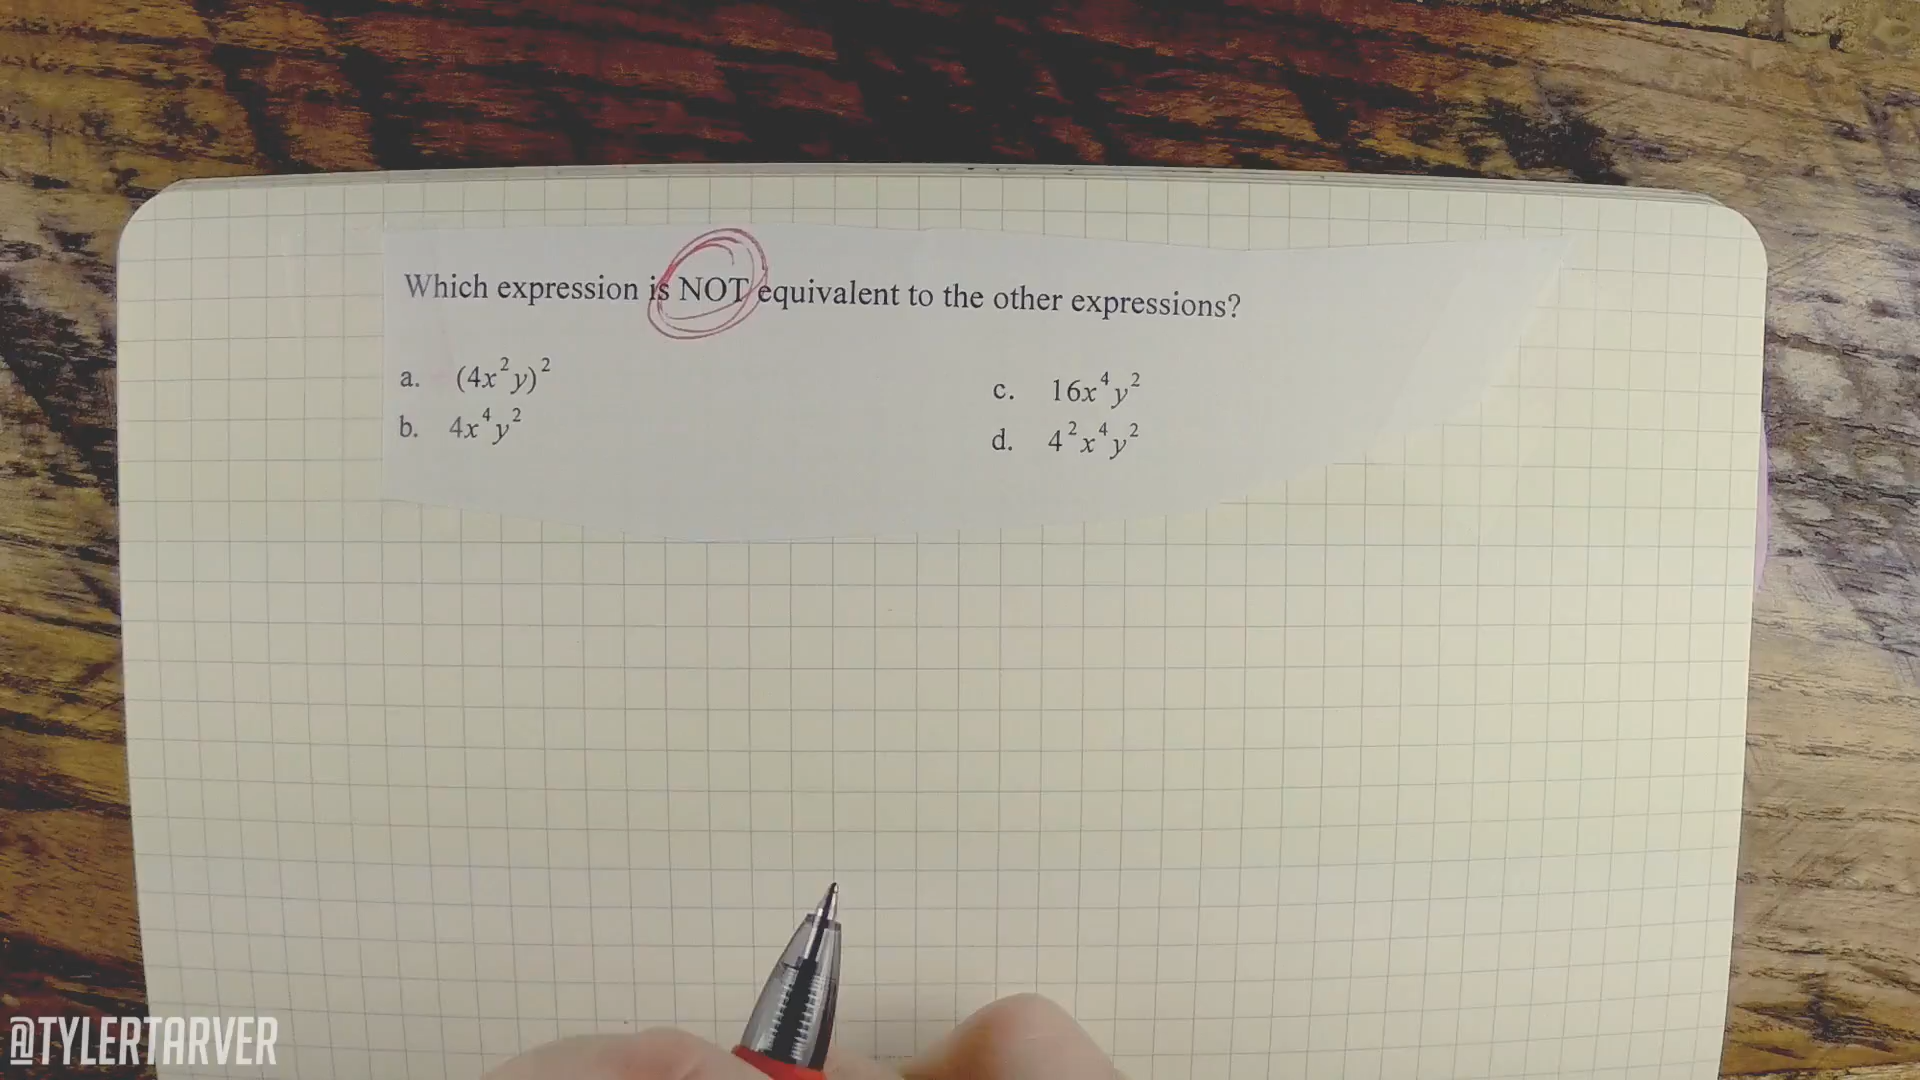 Which expression is NOT equivalent to the other expressions?
a. (4x²y)²
b. 4x⁴y²
c. 16x⁴y²
d. 4²x⁴y²
@TYLERTARVER